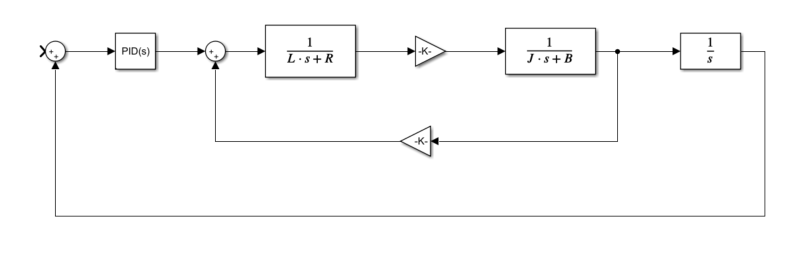 +
+
PID(s)
+
+
1
L · s + R
-K-
1
J · s + B
1
s
-K-